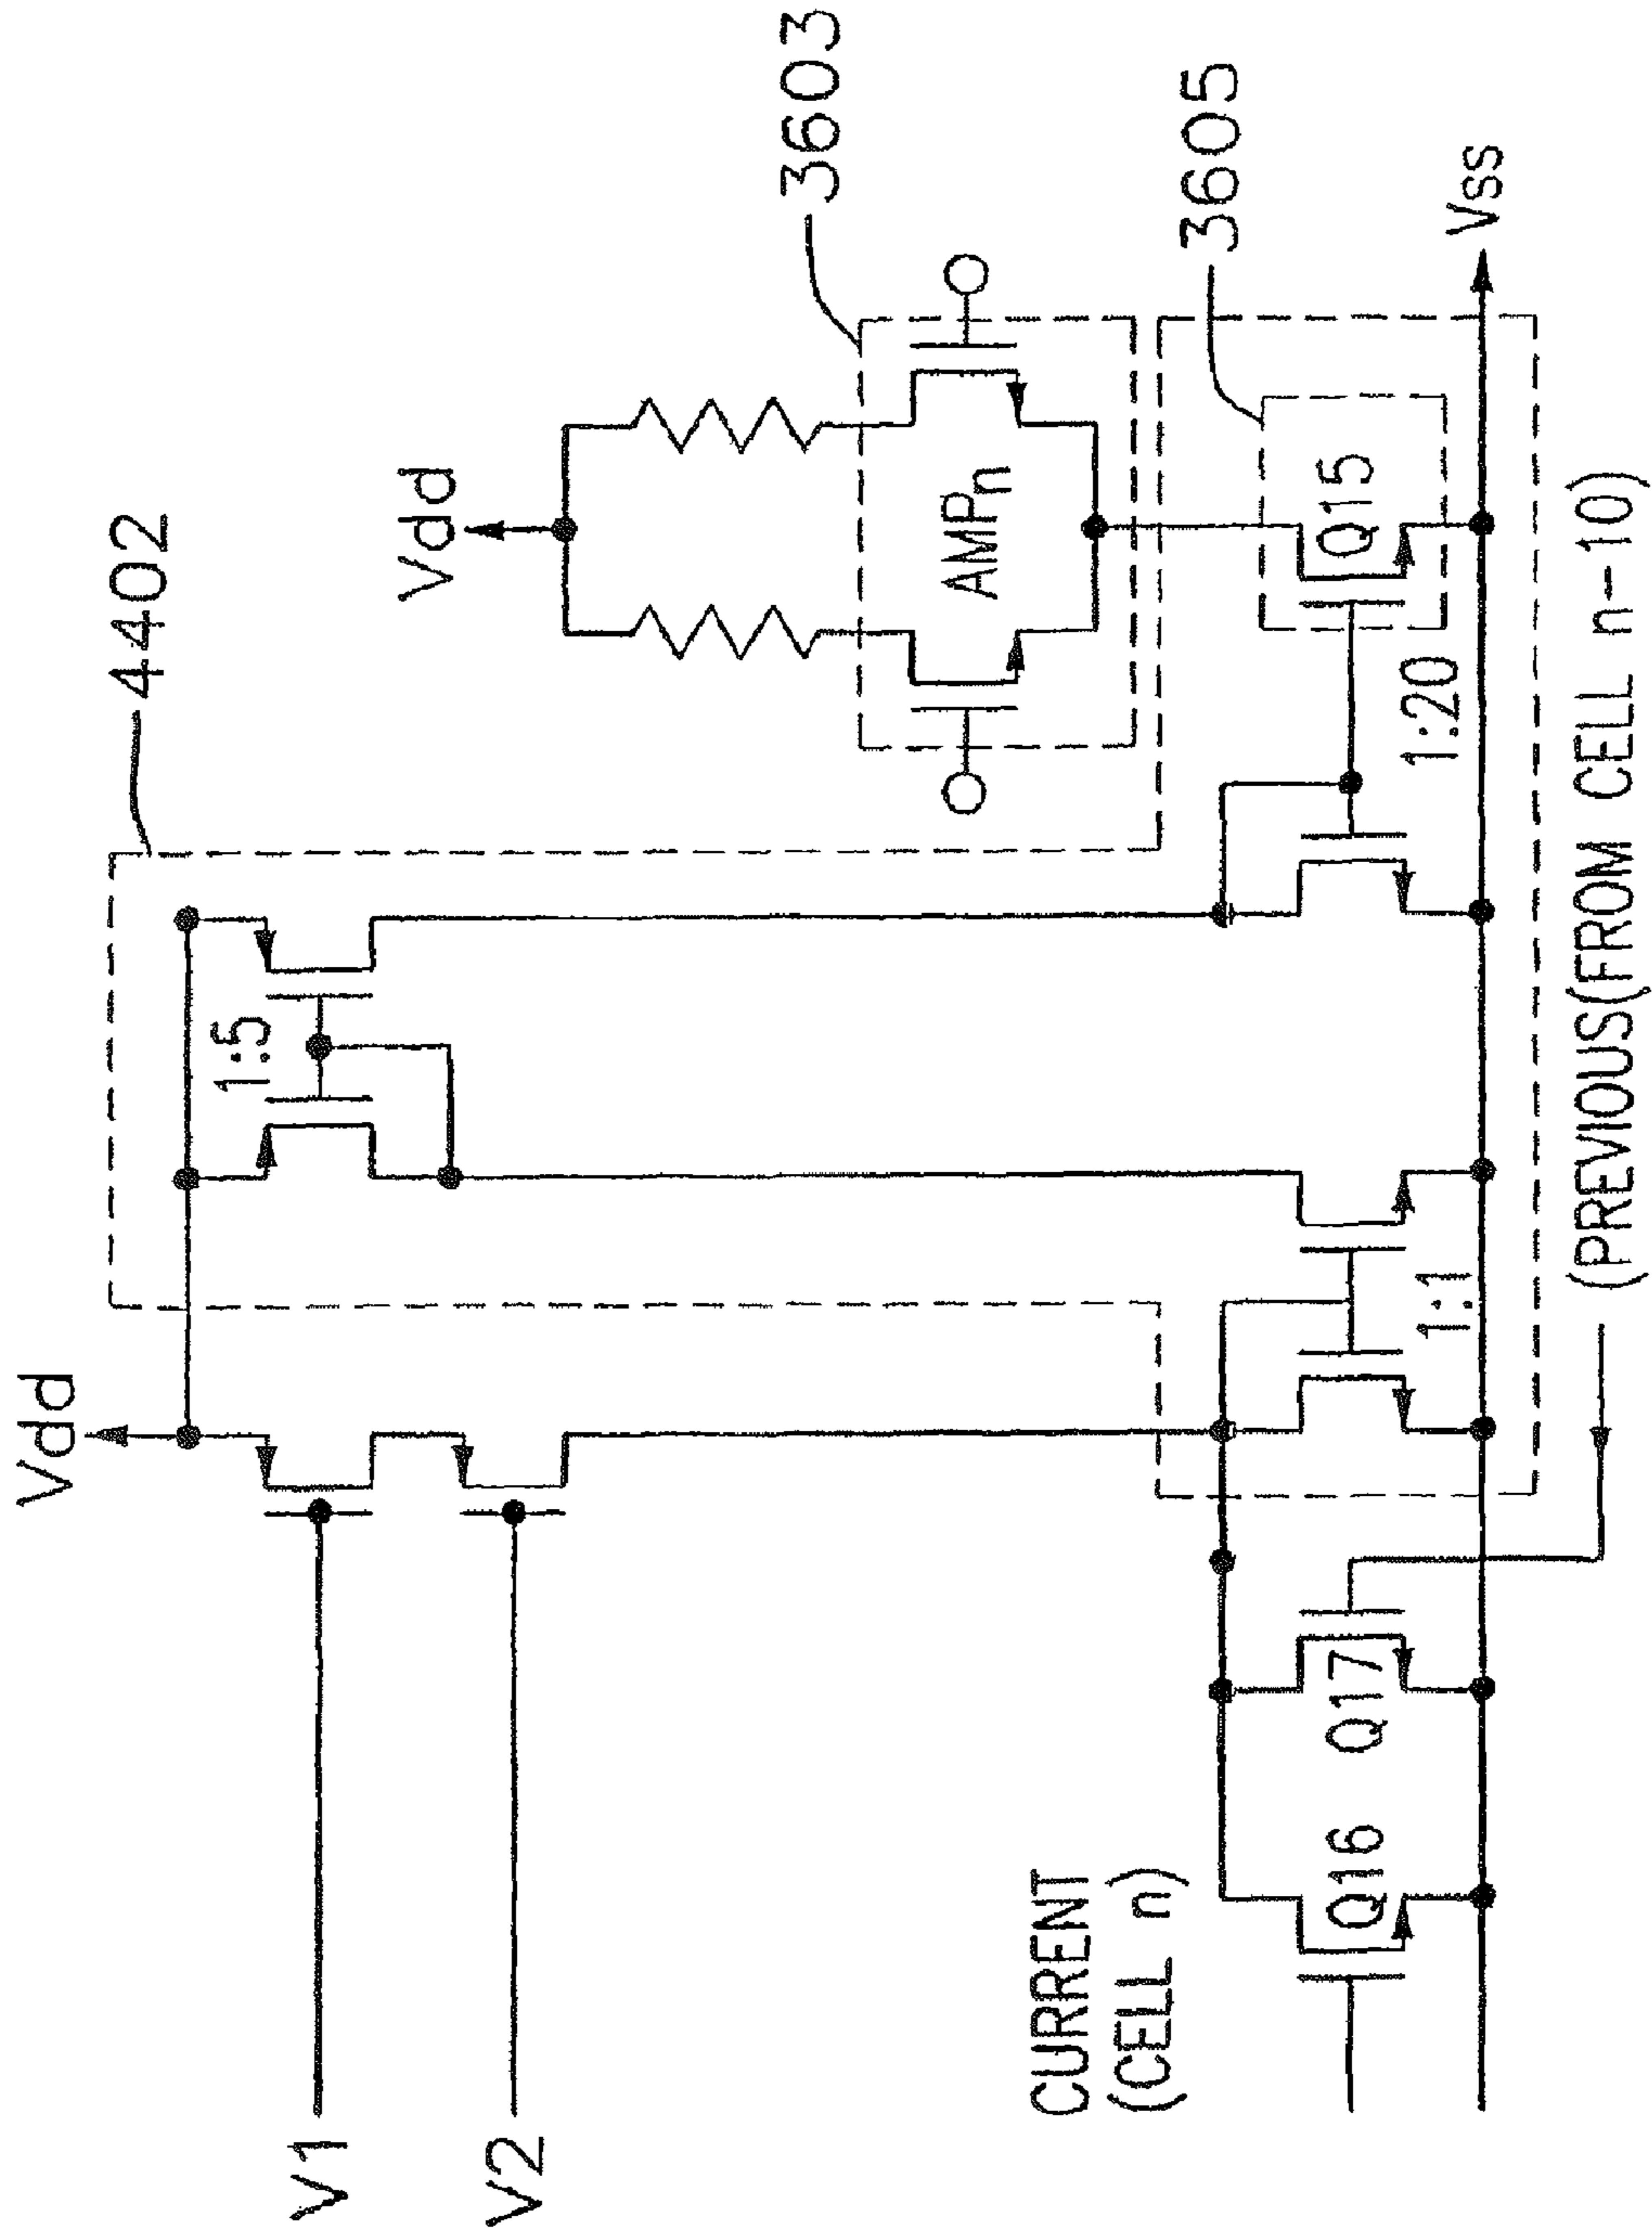 4402
Vdd
Vdd
3603
1:5
AMPn
3605
V1
V2
CURRENT
(CELL n)
Q16
Q17
1:1
1:20
Q15
Vss
(PREVIOUS(FROM CELL n-10)